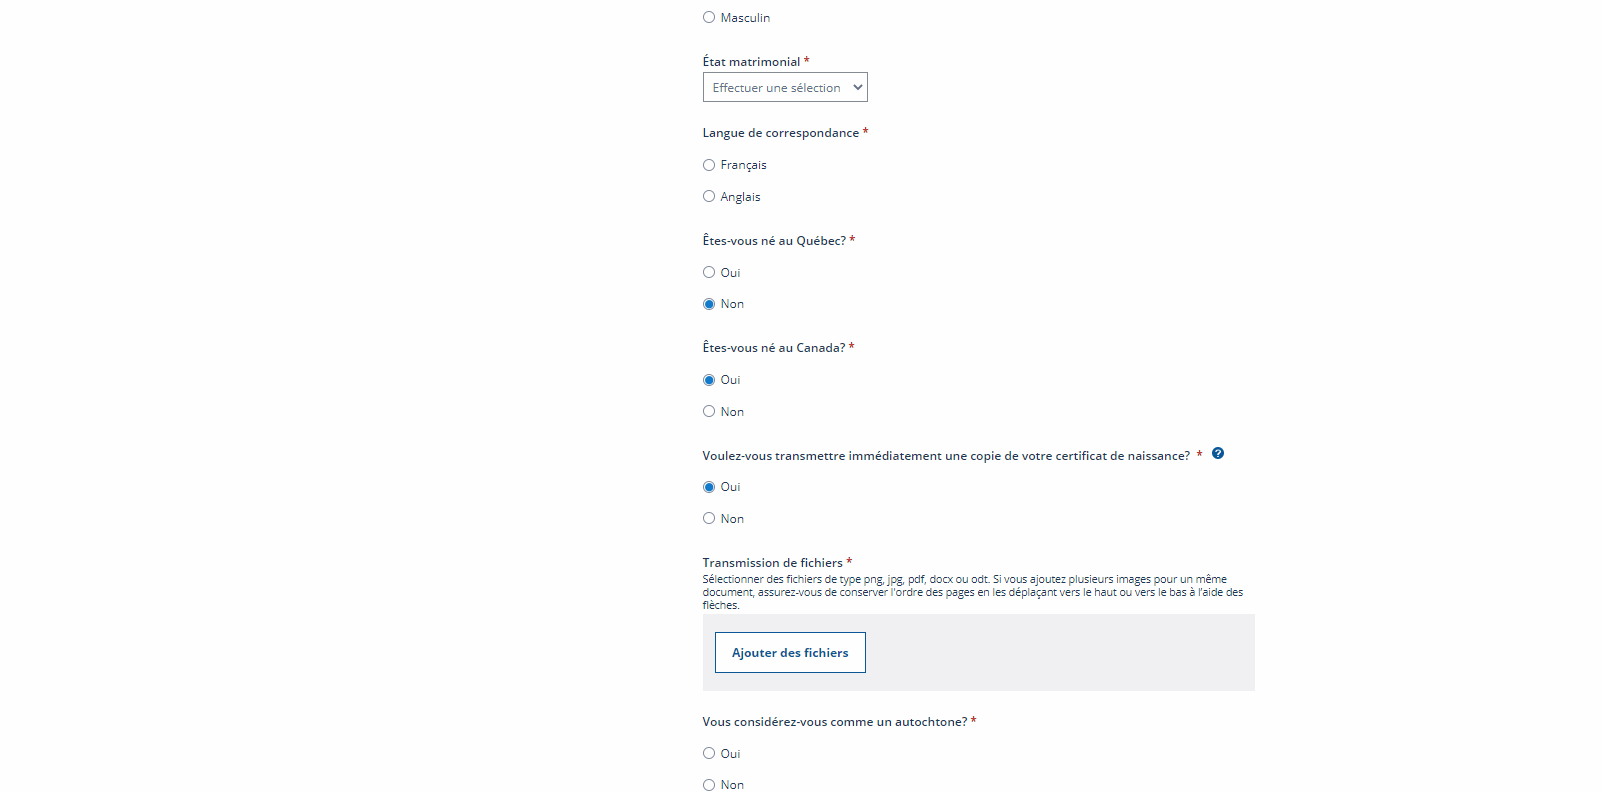 Masculin
État matrimonial *
Effectuer une sélection
Langue de correspondance *
Français
Anglais
Êtes-vous né au Québec? *
Oui
Non
Êtes-vous né au Canada? *
Oui
Non
Voulez-vous transmettre immédiatement une copie de votre certificat de naissance? * ?
Oui
Non
Transmission de fichiers *
Sélectionner des fichiers de type png, jpg, pdf, docx ou odt. Si vous ajoutez plusieurs images pour un même
document, assurez-vous de conserver l'ordre des pages en les déplaçant vers le haut ou vers le bas à l'aide des
flèches.
Ajouter des fichiers
Vous considérez-vous comme un autochtone? *
Oui
Non